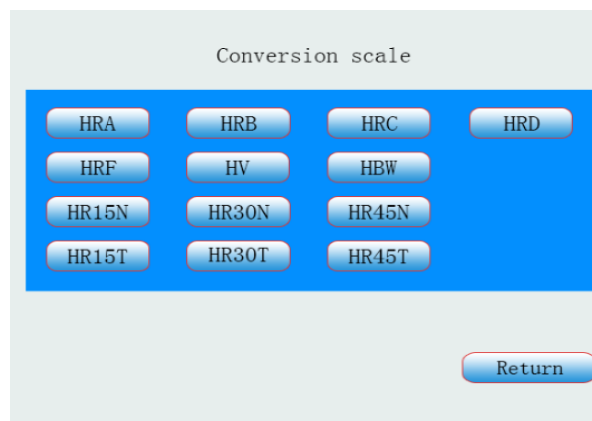 Conversion scale
HRA HRB HRC HRD
HRF HV HBW
HR15N HR30N HR45N
HR15T HR30T HR45T
Return